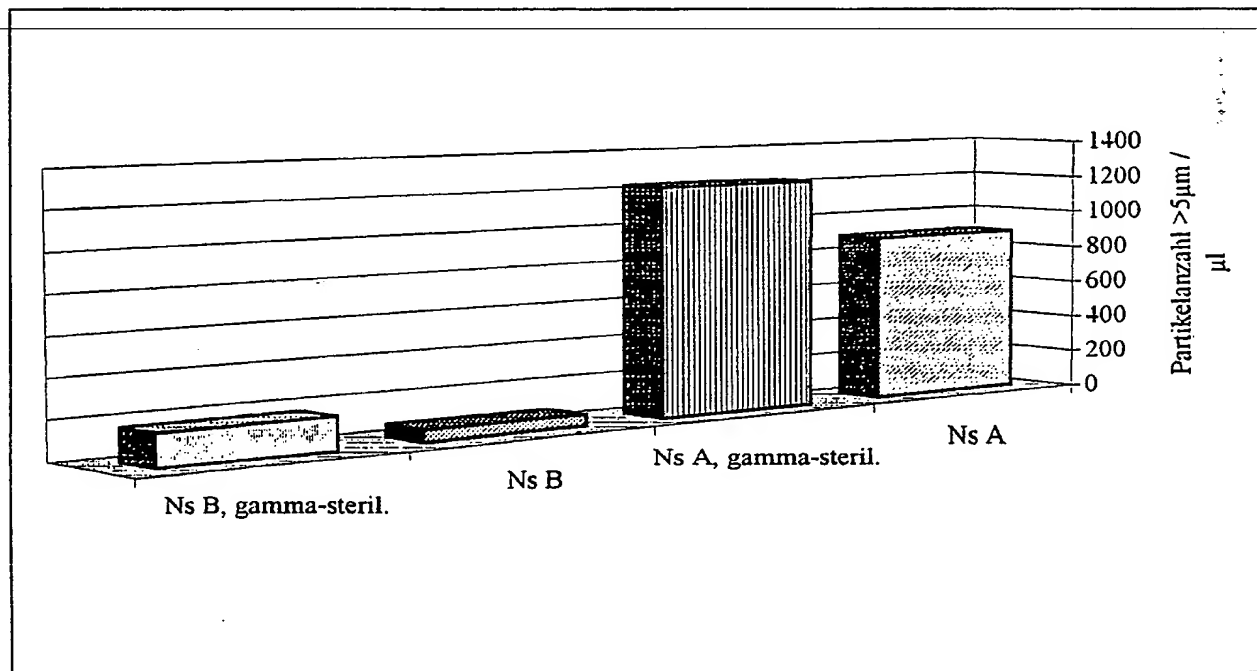 1400
1200
1000
800
600
400
200
0
Partikelanzahl >5µm /
µl
Ns A
Ns A, gamma-steril.
Ns B
Ns B, gamma-steril.